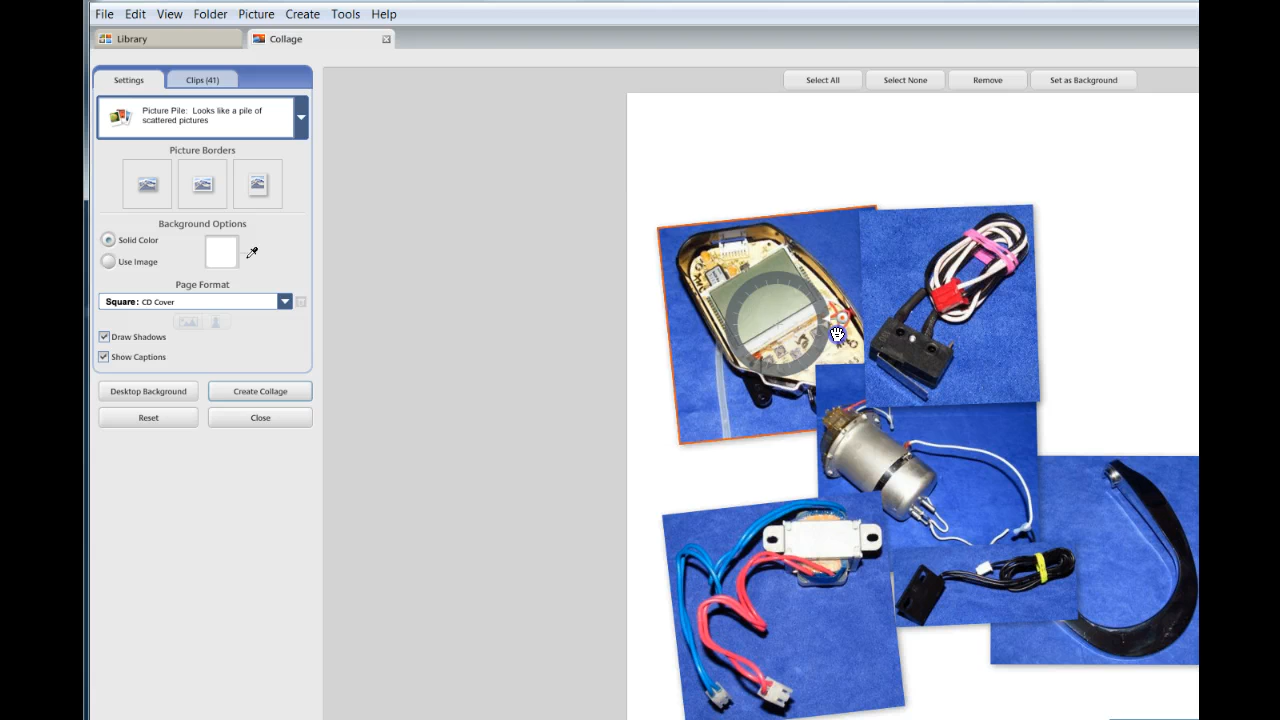 File Edit View Folder Picture Create Tools Help
Library Collage
Settings Clips (41)
Select All Select None Remove Set as Background
Picture Pile: Looks like a pile of
scattered pictures
Picture Borders
Background Options
Solid Color
Use Image
Page Format
Square: CD Cover
Draw Shadows
Show Captions
Desktop Background Create Collage
Reset Close